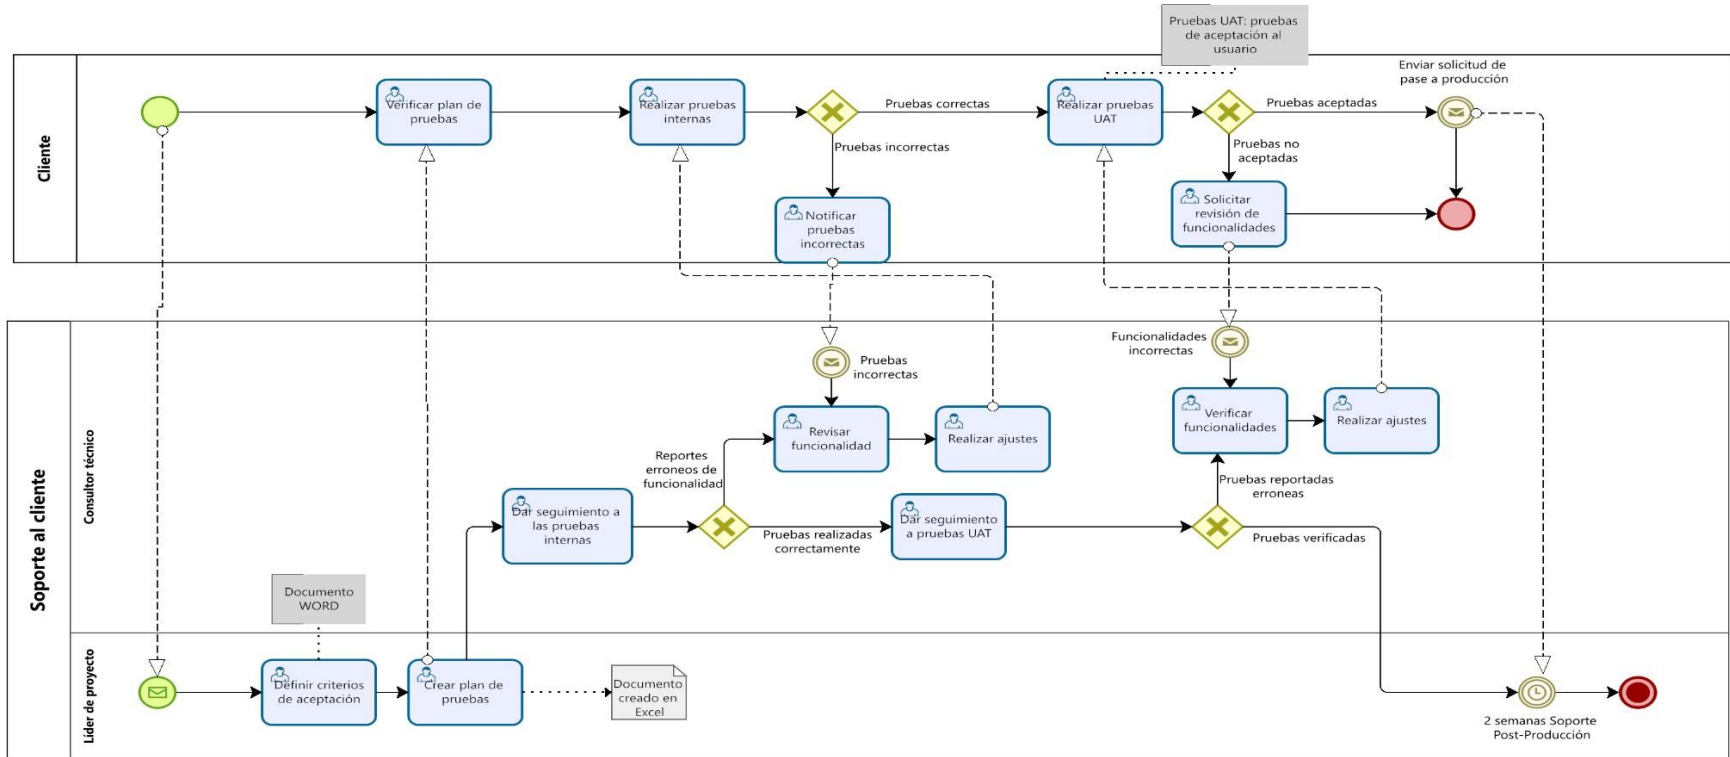 Pruebas UAT: pruebas
de aceptación al
usuario
Cliente
Verificar plan de
pruebas
Realizar pruebas
internas
Pruebas correctas
Pruebas incorrectas
Notificar
pruebas
incorrectas
Realizar pruebas
UAT
Pruebas aceptadas
Pruebas no
aceptadas
Enviar solicitud de
pase a producción
Solicitar
revisión de
funcionalidades
Soporte al cliente
Consultor técnico
Pruebas
incorrectas
Funcionalidades
incorrectas
Revisar
funcionalidad
Realizar ajustes
Verificar
funcionalidades
Realizar ajustes
Reportes
erroneos de
funcionalidad
Pruebas reportadas
erroneas
Dar seguimiento a
las pruebas
internas
Pruebas realizadas
correctamente
Dar seguimiento
a pruebas UAT
Pruebas verificadas
Documento
WORD
Líder de proyecto
Definir criterios
de aceptación
Crear plan de
pruebas
Documento
creado en
Excel
2 semanas Soporte
Post-Producción